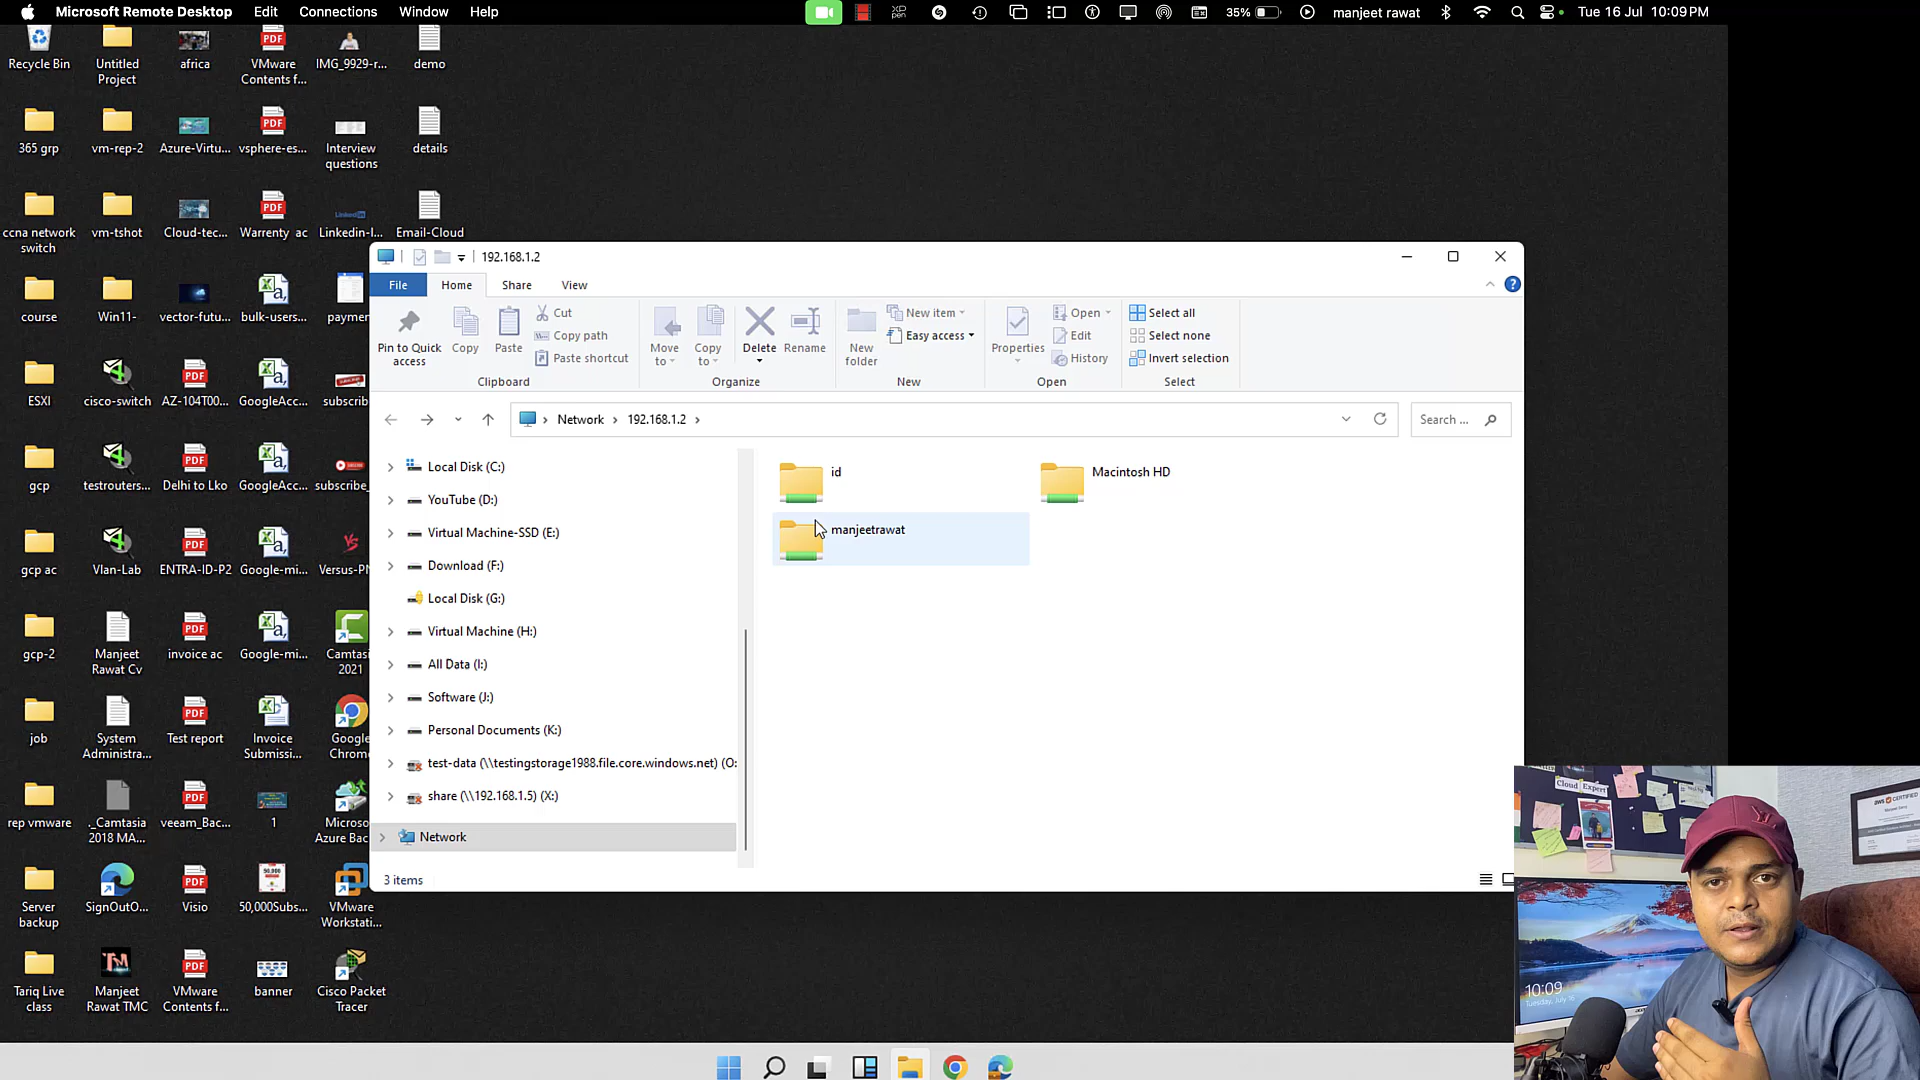 Microsoft Remote Desktop Edit Connections Window Help
35% manjeet rawat Tue 16 Jul 10:09 PM
Recycle Bin
Untitled
Project
africa
VMware
Contents f...
IMG_9929-r...
demo
365 grp
vm-rep-2
Azure-Virtu...
vsphere-es...
Interview
questions
details
ccna network
switch
vm-tshot
Cloud-tec...
Warrenty ac
Linkedin-I...
Email-Cloud
course
Win11-
vector-futu...
bulk-users...
paymen
ESXI
cisco-switch
AZ-104T00...
GoogleAcc...
subscribe
gcp
testrouters...
Delhi to Lko
GoogleAcc...
subscribe_
gcp ac
Vlan-Lab
ENTRA-ID-P2
Google-mi...
Versus-PN
gcp-2
Manjeet
Rawat Cv
invoice ac
Google-mi...
Camtasi
2021
job
System
Administra...
Test report
Invoice
Submissi...
Google
Chrome
rep vmware
._Camtasia
2018 MA...
veeam_Bac...
1
Microso
Azure Bac
Server
backup
SignOutO...
Visio
50,000Subs...
VMware
Workstati...
Tariq Live
class
Manjeet
Rawat TMC
VMware
Contents f...
banner
Cisco Packet
Tracer
192.168.1.2
File Home Share View
Pin to Quick
access
Copy
Paste
Cut
Copy path
Paste shortcut
Clipboard
Move
to
Copy
to
Delete
Rename
Organize
New
folder
New item
Easy access
New
Properties
Open
Edit
History
Open
Select all
Select none
Invert selection
Select
Network 192.168.1.2
Search ...
Local Disk (C:)
YouTube (D:)
Virtual Machine-SSD (E:)
Download (F:)
Local Disk (G:)
Virtual Machine (H:)
All Data (I:)
Software (J:)
Personal Documents (K:)
test-data (\\testingstorage1988.file.core.windows.net) (O:
share (\\192.168.1.5) (X:)
Network
id
Macintosh HD
manjeetrawat
3 items
Cloud Expert
aws CERTIFIED
10:09
Tuesday, July 16